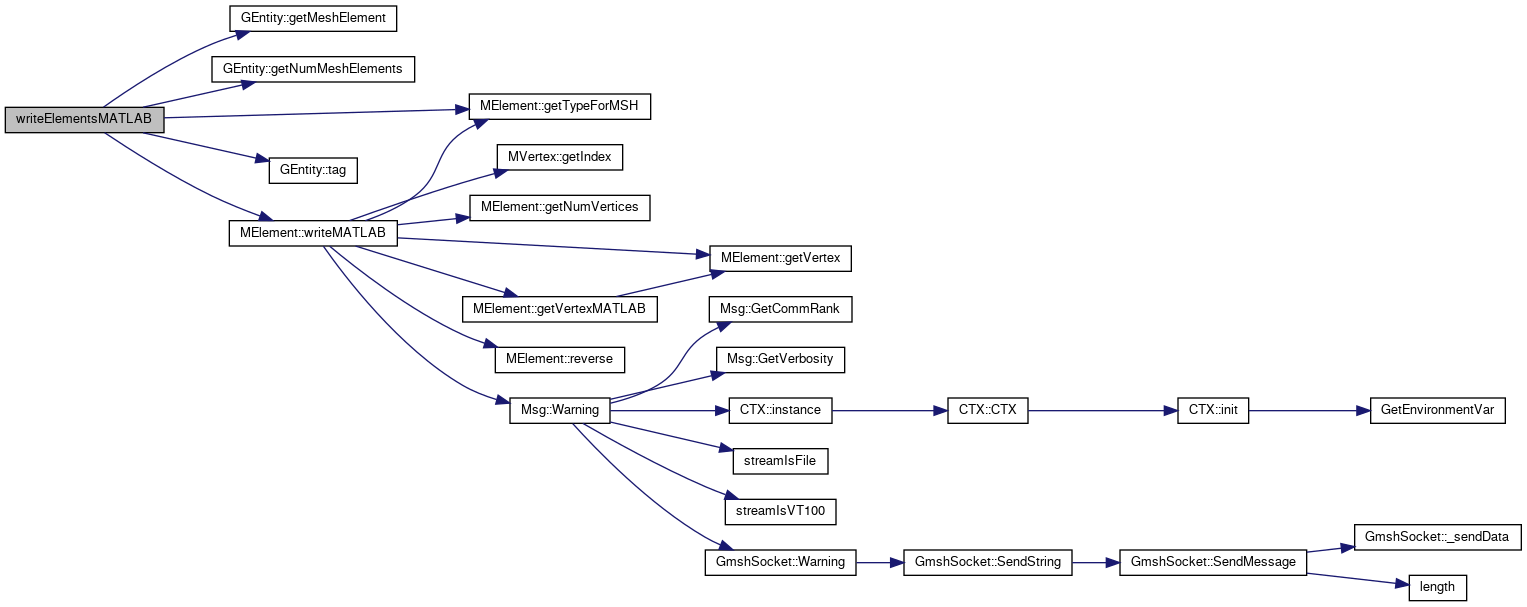 GEntity::getMeshElement
GEntity::getNumMeshElements
writeElementsMATLAB
MElement::getTypeForMSH
GEntity::tag
MVertex::getIndex
MElement::getNumVertices
MElement::writeMATLAB
MElement::getVertex
MElement::getVertexMATLAB
Msg::GetCommRank
MElement::reverse
Msg::GetVerbosity
Msg::Warning
CTX::instance
CTX::CTX
CTX::init
GetEnvironmentVar
streamIsFile
streamIsVT100
GmshSocket::Warning
GmshSocket::SendString
GmshSocket::SendMessage
GmshSocket::_sendData
length